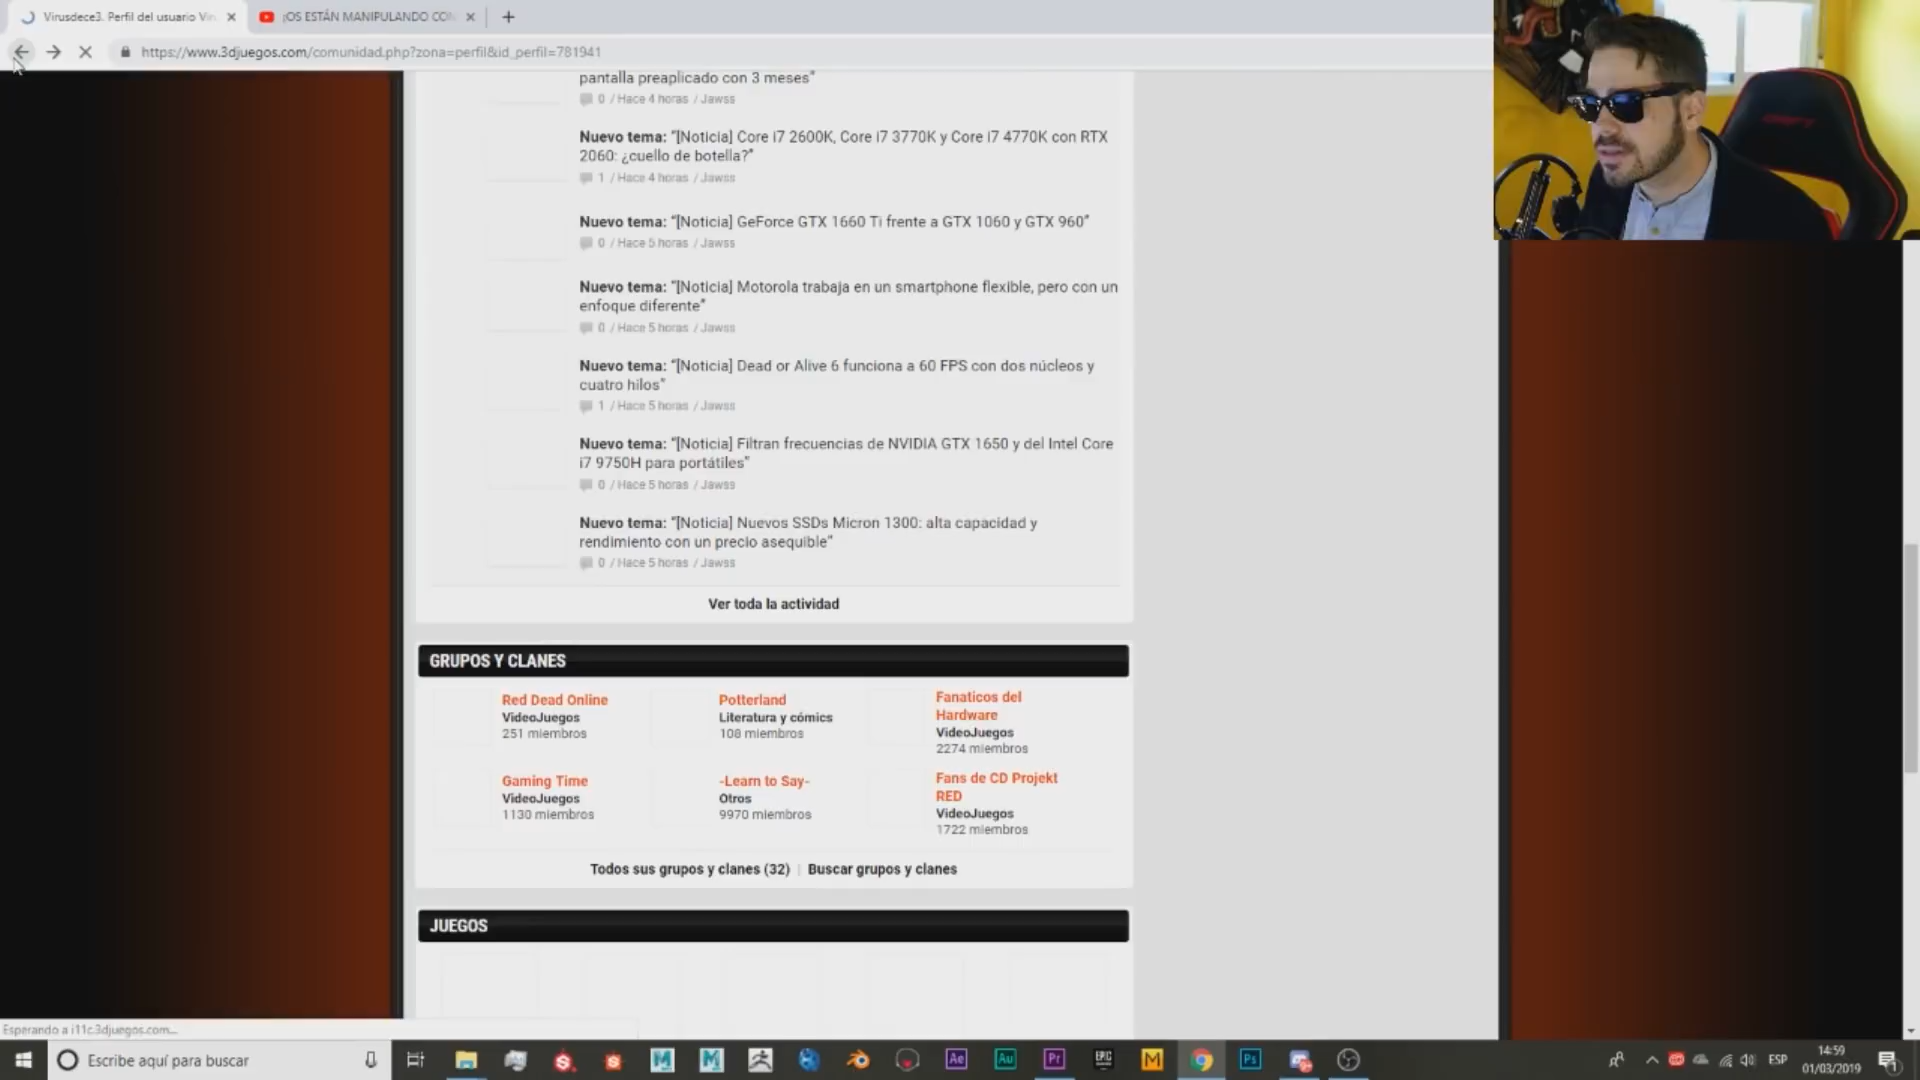 Virusdece3. Perfil del usuario Vir
¡OS ESTÁN MANIPULANDO CON
https://www.3djuegos.com/comunidad.php?zona=perfil&id_perfil=781941
pantalla preaplicado con 3 meses"
0 / Hace 4 horas / Jawss
Nuevo tema: "[Noticia] Core i7 2600K, Core i7 3770K y Core i7 4770K con RTX
2060: ¿cuello de botella?"
1 / Hace 4 horas / Jawss
Nuevo tema: "[Noticia] GeForce GTX 1660 Ti frente a GTX 1060 y GTX 960"
0 / Hace 5 horas / Jawss
Nuevo tema: "[Noticia] Motorola trabaja en un smartphone flexible, pero con un
enfoque diferente"
0 / Hace 5 horas / Jawss
Nuevo tema: "[Noticia] Dead or Alive 6 funciona a 60 FPS con dos núcleos y
cuatro hilos"
1 / Hace 5 horas / Jawss
Nuevo tema: "[Noticia] Filtran frecuencias de NVIDIA GTX 1650 y del Intel Core
i7 9750H para portátiles"
0 / Hace 5 horas / Jawss
Nuevo tema: "[Noticia] Nuevos SSDs Micron 1300: alta capacidad y
rendimiento con un precio asequible"
0 / Hace 5 horas / Jawss
Ver toda la actividad
GRUPOS Y CLANES
Red Dead Online
VideoJuegos
251 miembros
Potterland
Literatura y cómics
108 miembros
Fanaticos del
Hardware
VideoJuegos
2274 miembros
Gaming Time
VideoJuegos
1130 miembros
-Learn to Say-
Otros
9970 miembros
Fans de CD Projekt
RED
VideoJuegos
1722 miembros
Todos sus grupos y clanes (32) | Buscar grupos y clanes
JUEGOS
Esperando a i11c.3djuegos.com...
Escribe aquí para buscar
Ae
Au
Pr
EPIC
M
Ps
ESP
14:59
01/03/2019